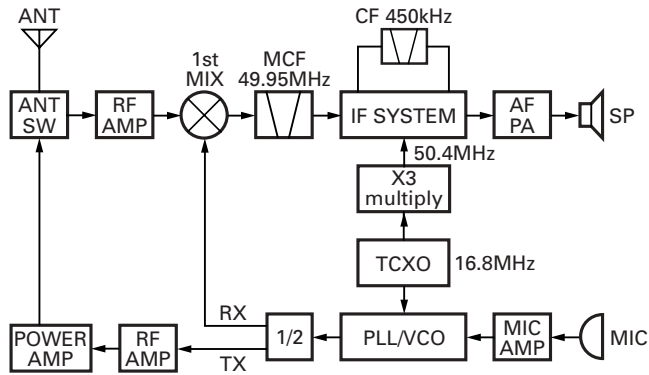 ANT
ANT
SW
RF
AMP
1st
MIX
MCF
49.95MHz
CF 450kHz
IF SYSTEM
AF
PA
SP
50.4MHz
X3
multiply
TCXO
16.8MHz
POWER
AMP
RF
AMP
RX
TX
1/2
PLL/VCO
MIC
AMP
MIC